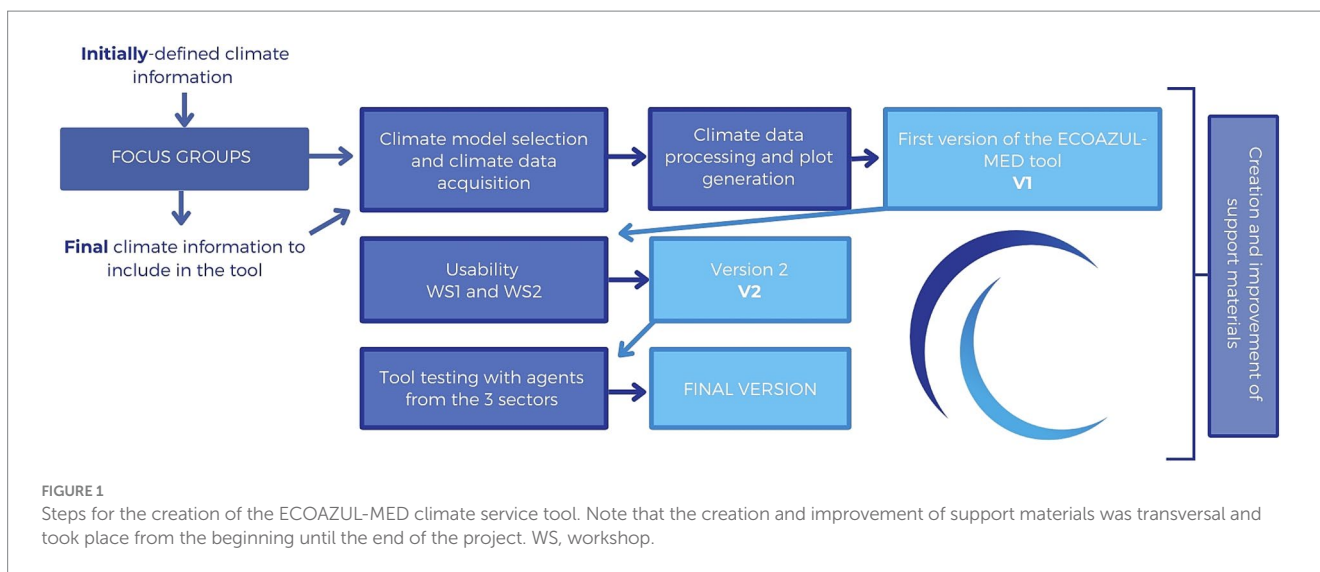 Initially-defined climate
information
FOCUS GROUPS
Final climate information to
include in the tool
Climate model selection
and climate data
acquisition
Climate data
processing and plot
generation
First version of the ECOAZUL-
MED tool
V1
Usability
WS1 and WS2
Version 2
V2
Tool testing with agents
from the 3 sectors
FINAL VERSION
Creation and improvement of
support materials
FIGURE 1
Steps for the creation of the ECOAZUL-MED climate service tool. Note that the creation and improvement of support materials was transversal and
took place from the beginning until the end of the project. WS, workshop.